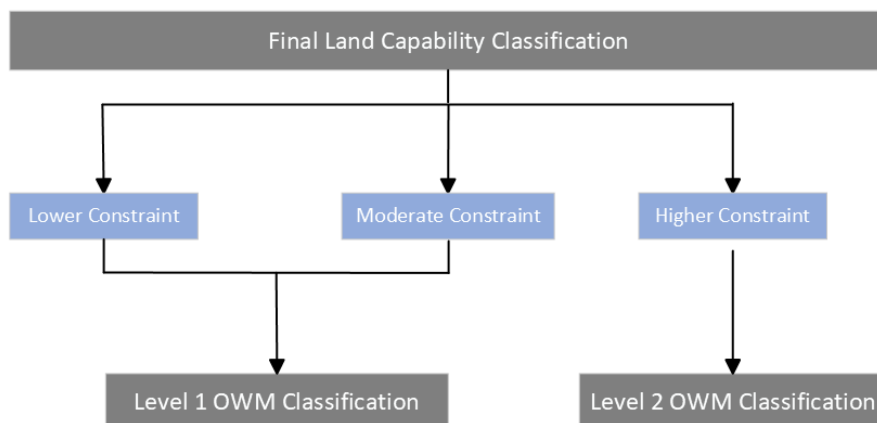 Final Land Capability Classification
Lower Constraint
Moderate Constraint
Higher Constraint
Level 1 OWM Classification
Level 2 OWM Classification